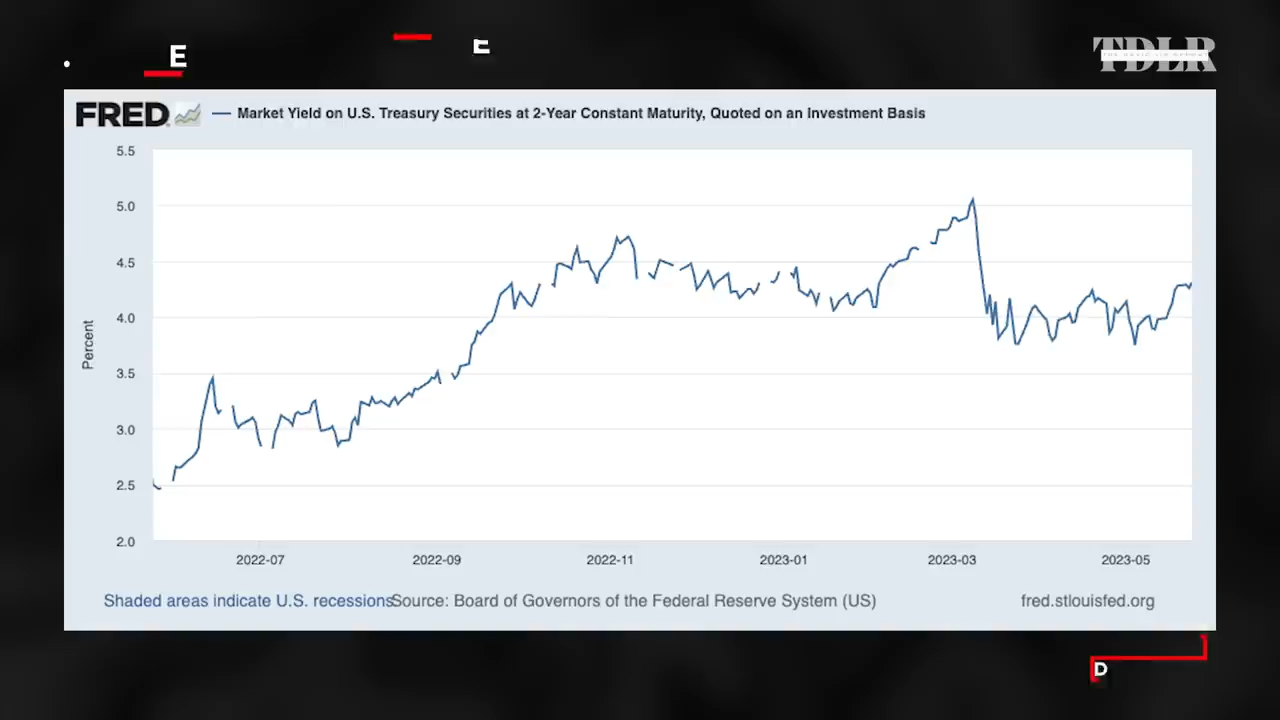 E
E
TDLR
FRED
Market Yield on U.S. Treasury Securities at 2-Year Constant Maturity, Quoted on an Investment Basis
5.5
5.0
4.5
4.0
3.5
3.0
2.5
2.0
Percent
2022-07 2022-09 2022-11 2023-01 2023-03 2023-05
Shaded areas indicate U.S. recessions Source: Board of Governors of the Federal Reserve System (US) fred.stlouisfed.org
D